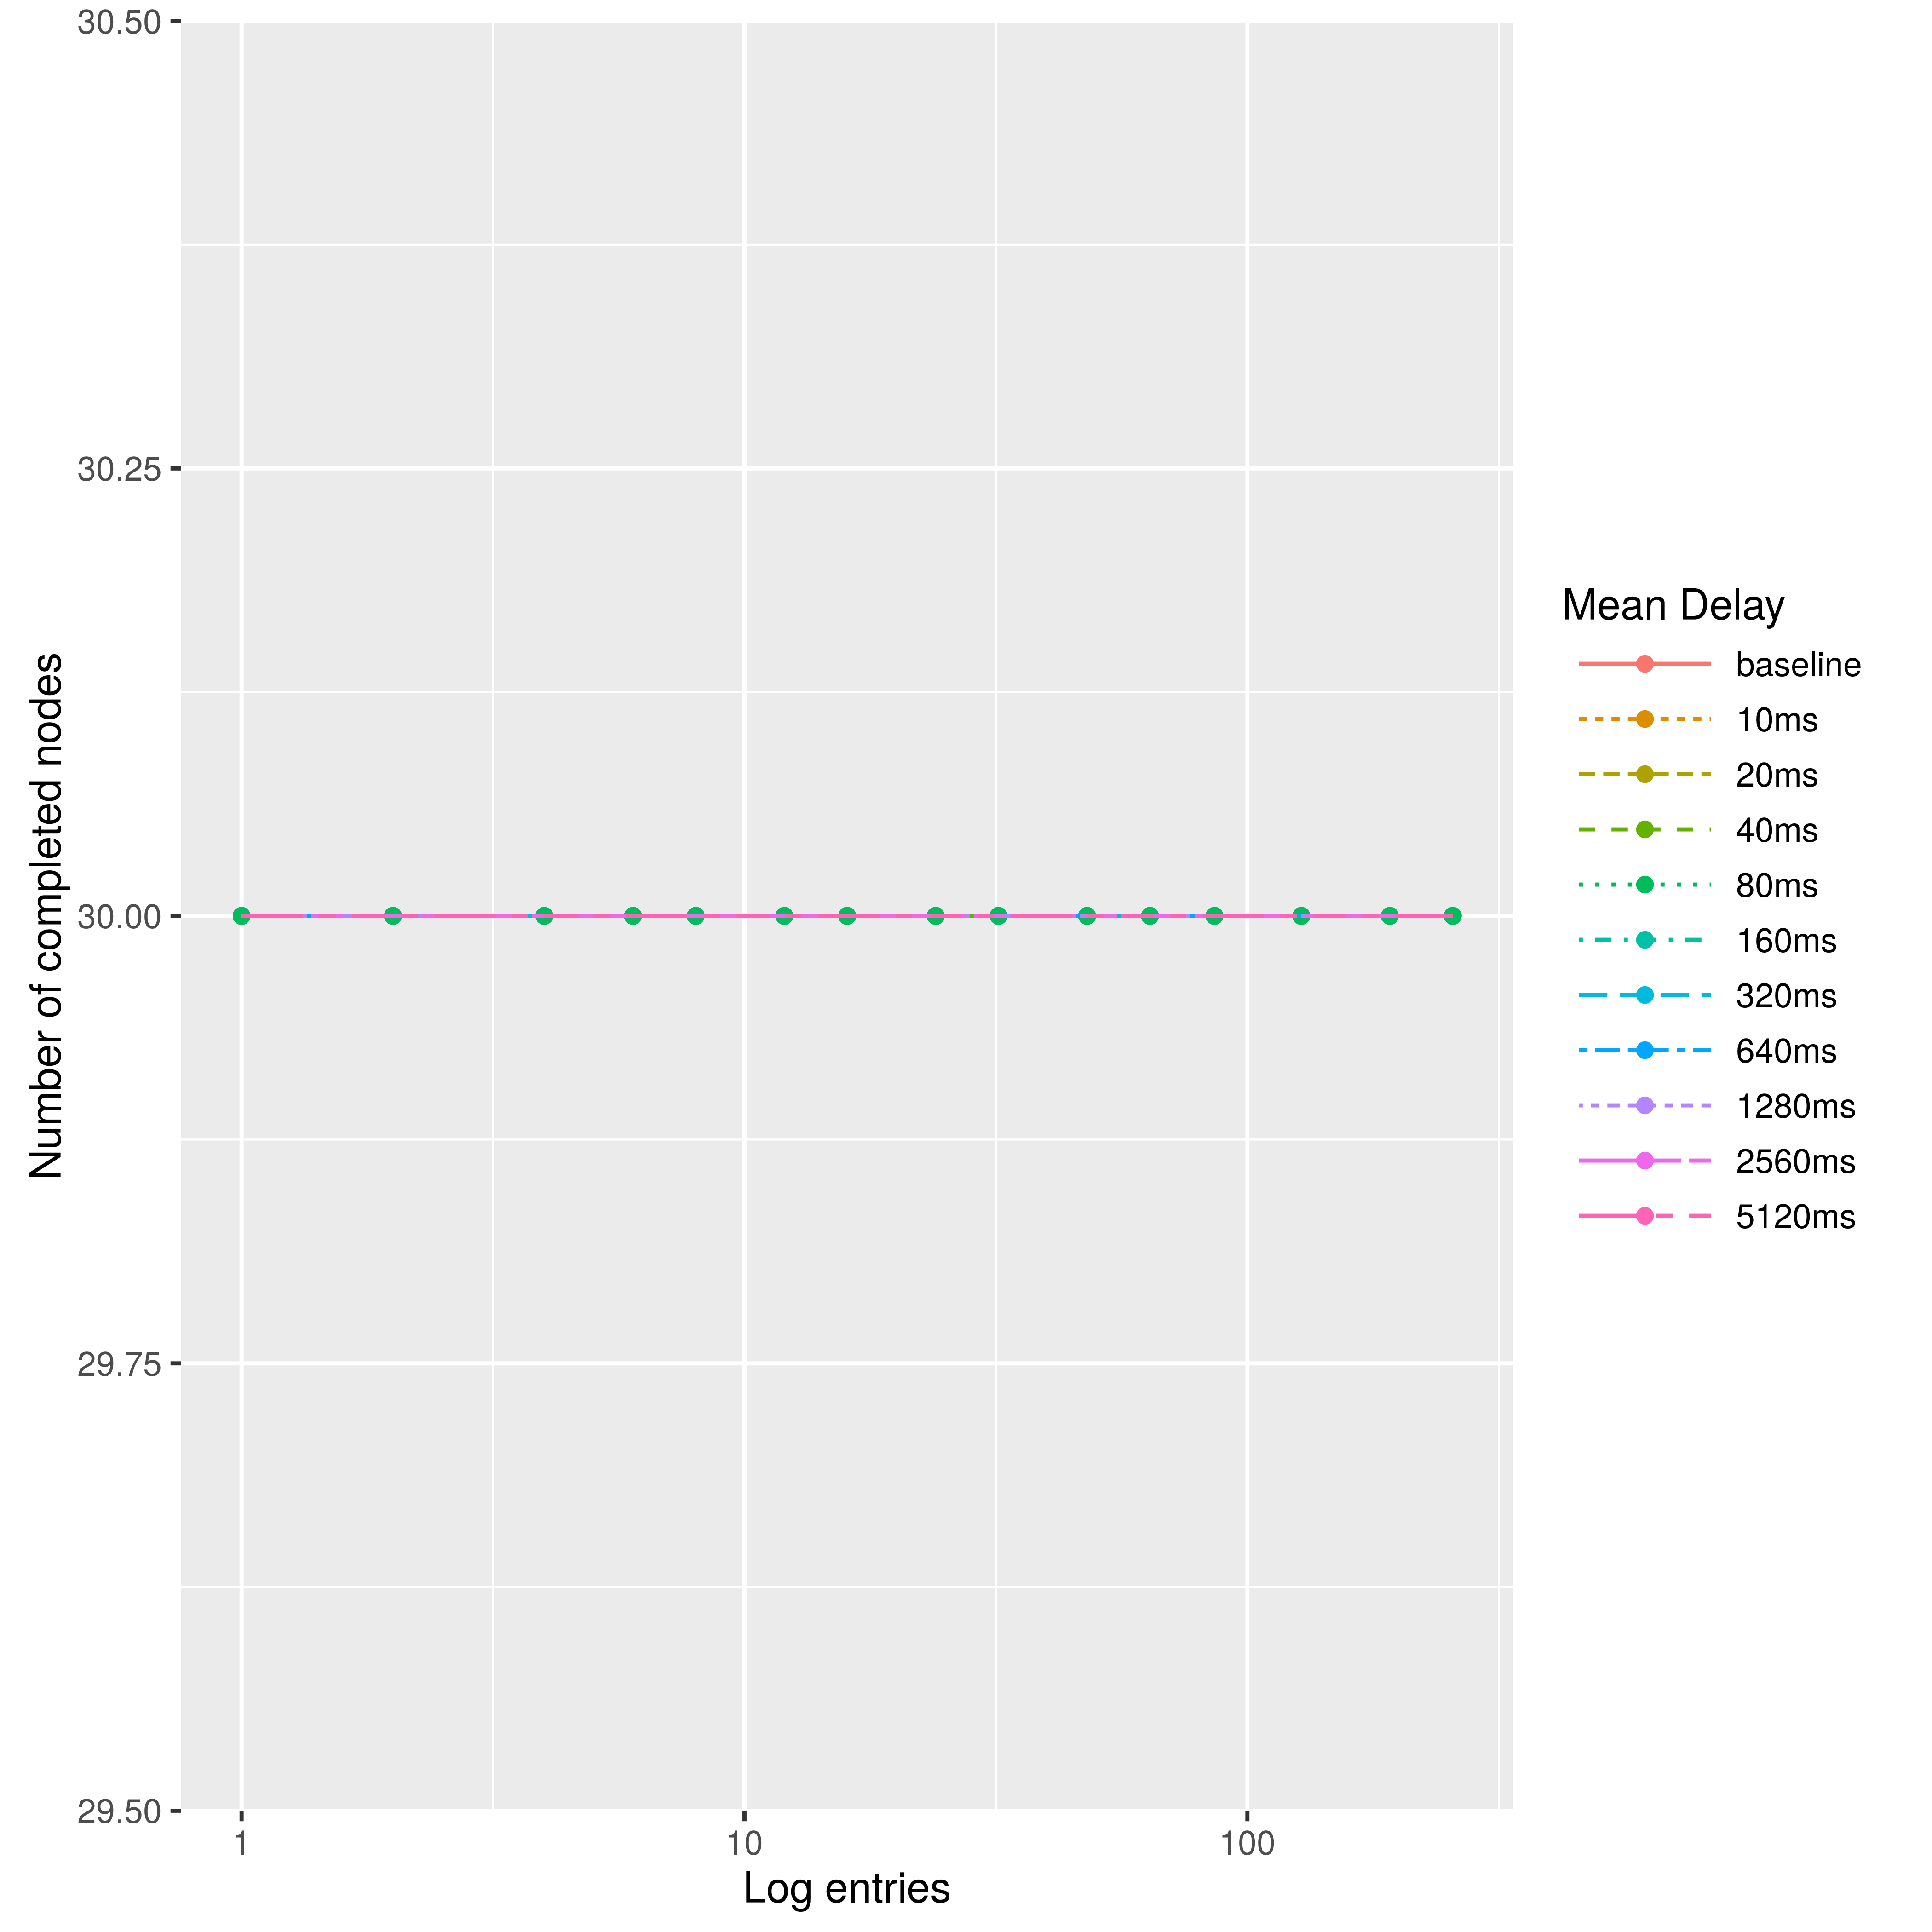 30.50
30.25
30.00
29.75
29.50
Number of completed nodes
1 10 100
Log entries
Mean Delay
baseline
10ms
20ms
40ms
80ms
160ms
320ms
640ms
1280ms
2560ms
5120ms